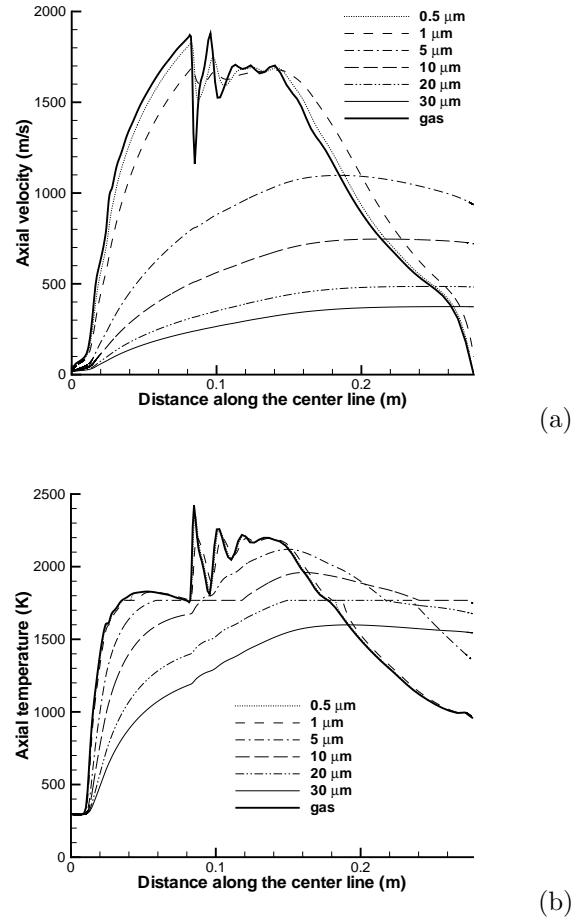 2000
1500
1000
500
0
Axial velocity (m/s)
0.5 μm
1 μm
5 μm
10 μm
20 μm
30 μm
gas
0
0.1
0.2
Distance along the center line (m)
(a)
2500
2000
1500
1000
500
0
Axial temperature (K)
0.5 μm
1 μm
5 μm
10 μm
20 μm
30 μm
gas
0
0.1
0.2
Distance along the center line (m)
(b)